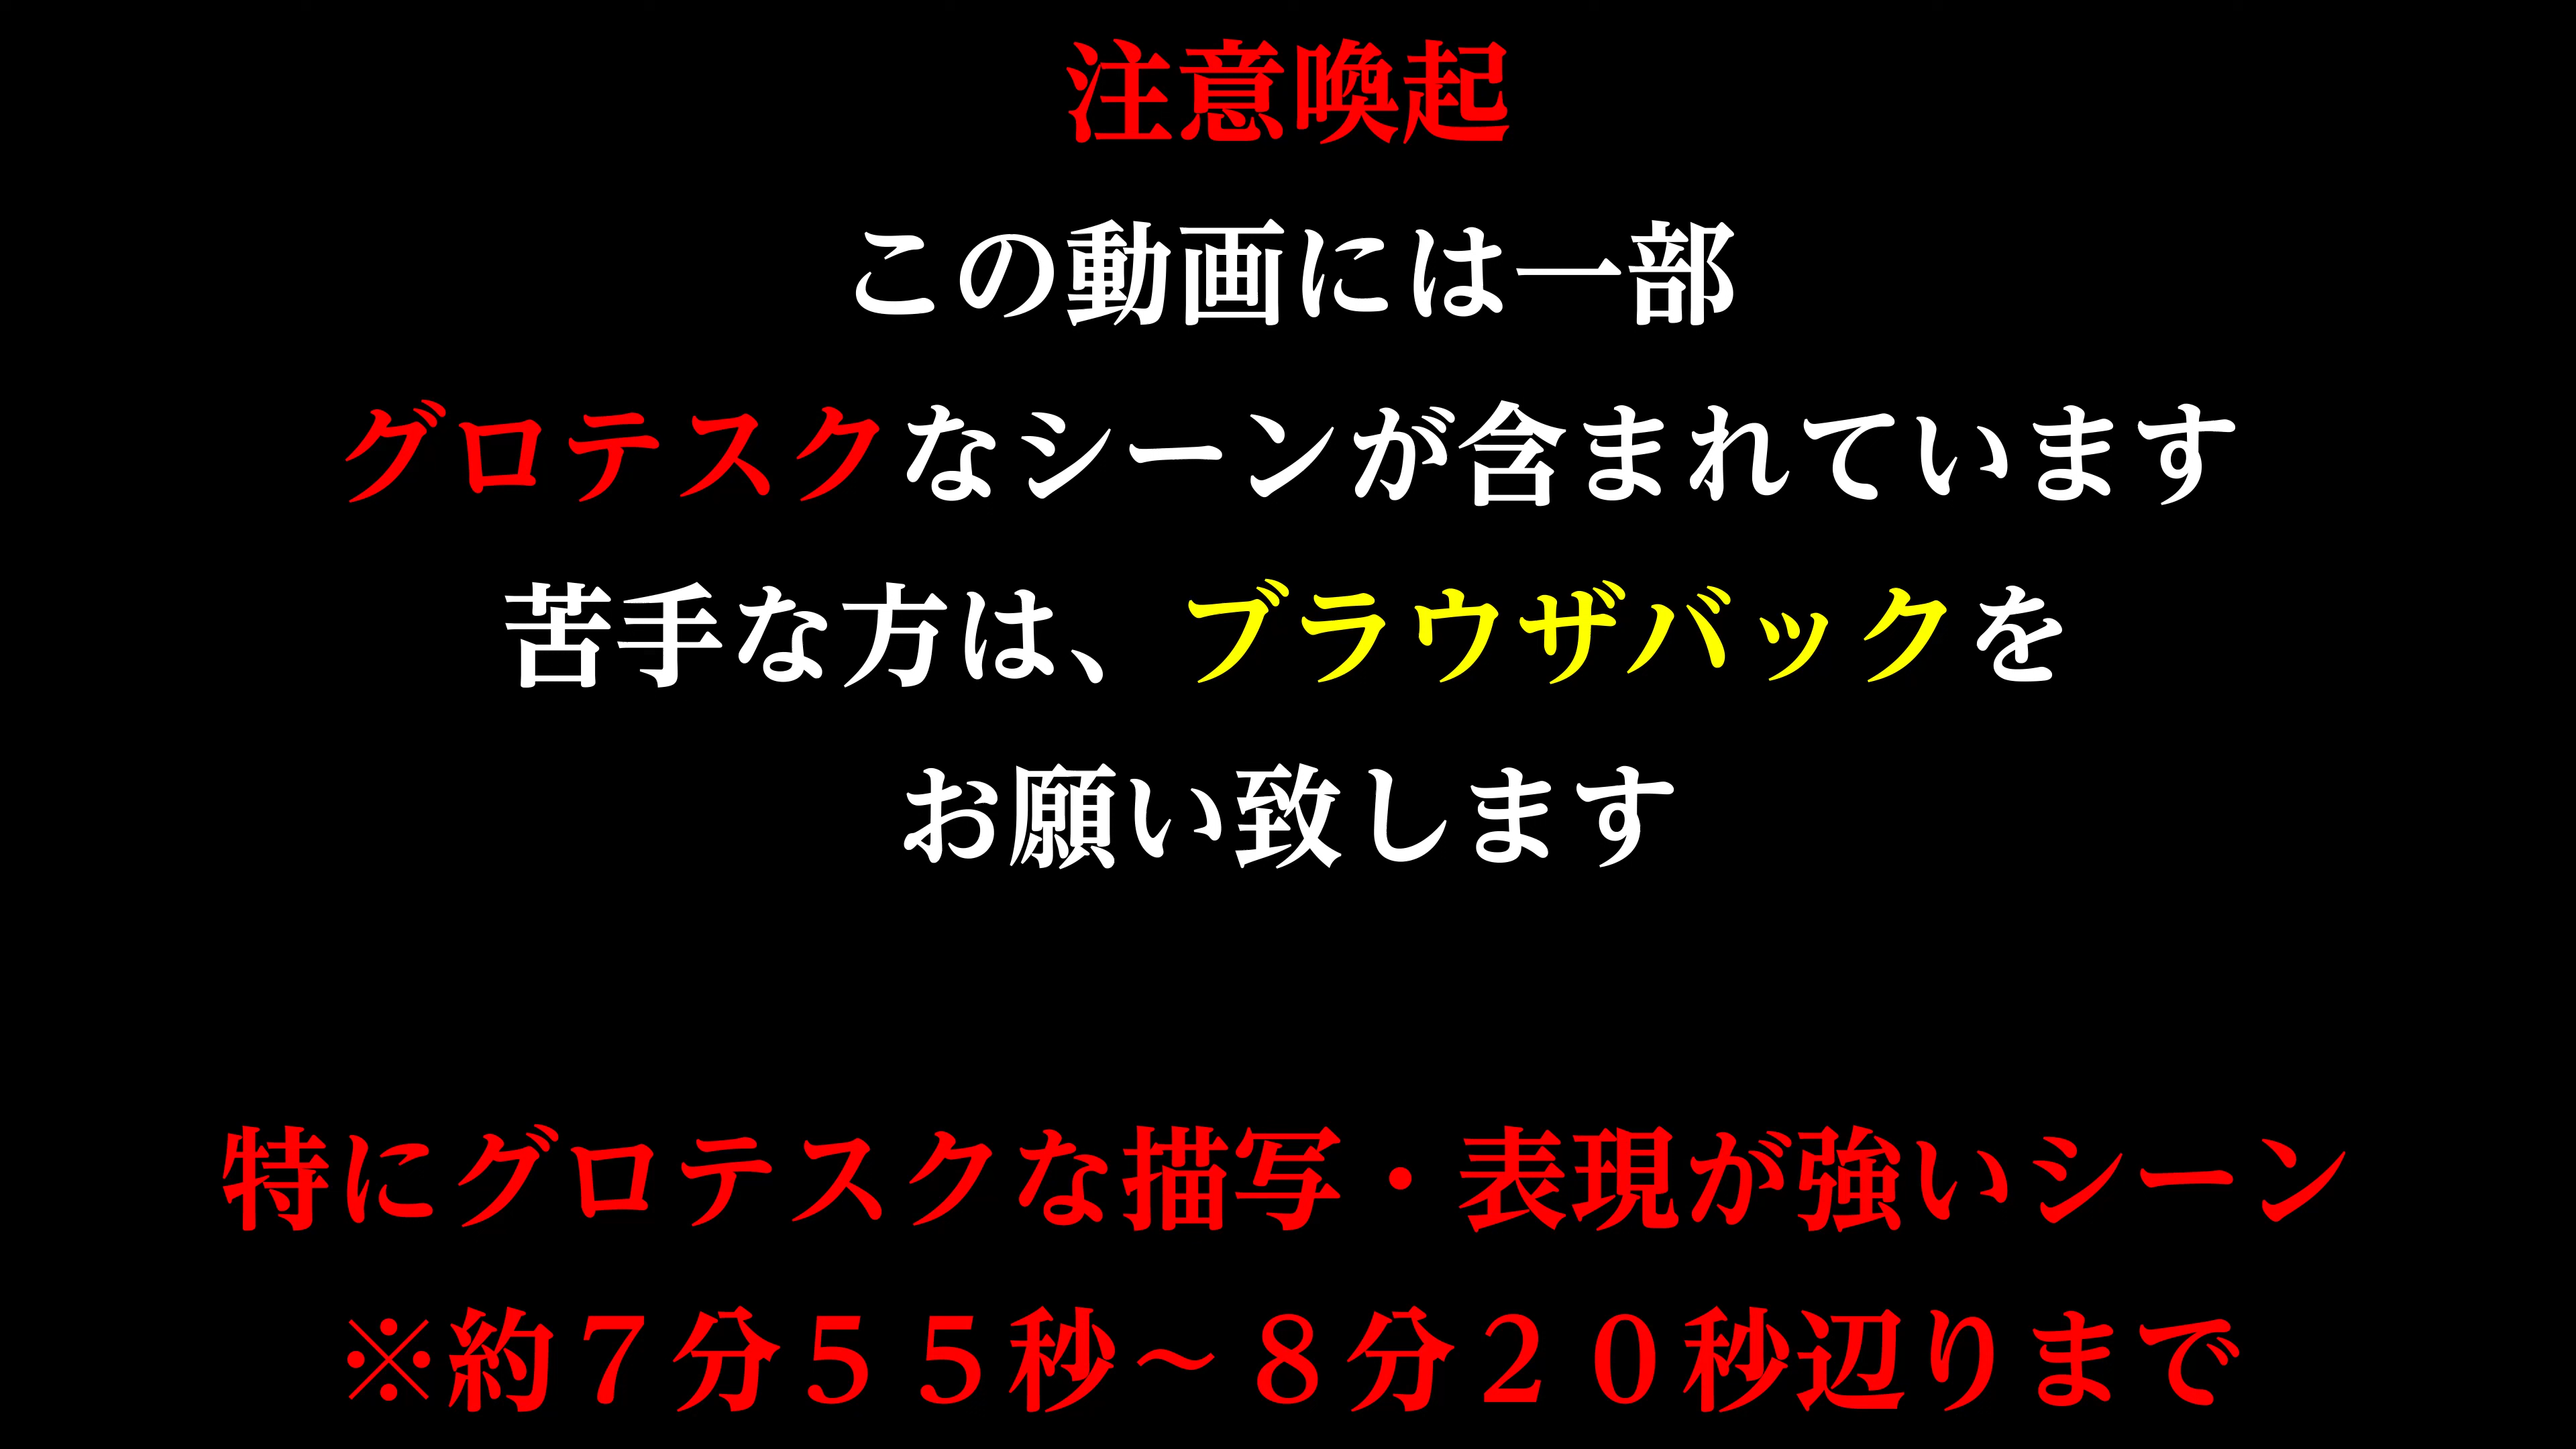 注意喚起
この動画には一部
グロテスクなシーンが含まれています
苦手な方は、ブラウザバックを
お願い致します
特にグロテスクな描写・表現が強いシーン
※約７分５５秒～８分２０秒辺りまで